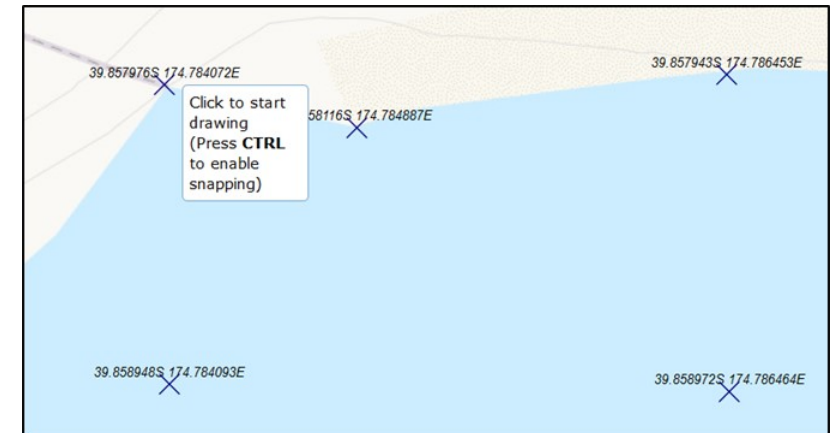 39.857976S 174.784072E
39.857943S 174.786453E
Click to start
drawing
(Press CTRL
to enable
snapping)
58116S 174.784887E
39.858948S 174.784093E
39.858972S 174.786464E